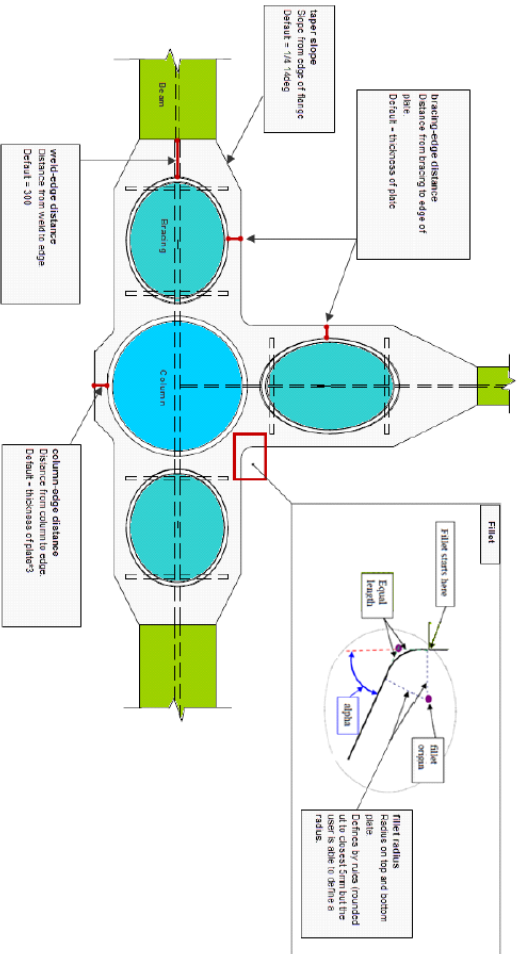 taper slope
Slope from edge of flange
Default = 1/4 14deg
bracing-edge distance
Distance from bracing to edge of
plate.
Default = thickness of plate
Beam
Bracing
Column
weld-edge distance
Distance from weld to edge
Default = 300
column-edge distance
Distance from column to edge.
Default = thickness of plate*3
Fillet
Fillet starts here
Equal
length
alpha
fillet
origin
fillet radius
Radius on top and bottom
plate.
Defines by rules (rounded
ut to closest 5mm but the
user is able to define a
radius.